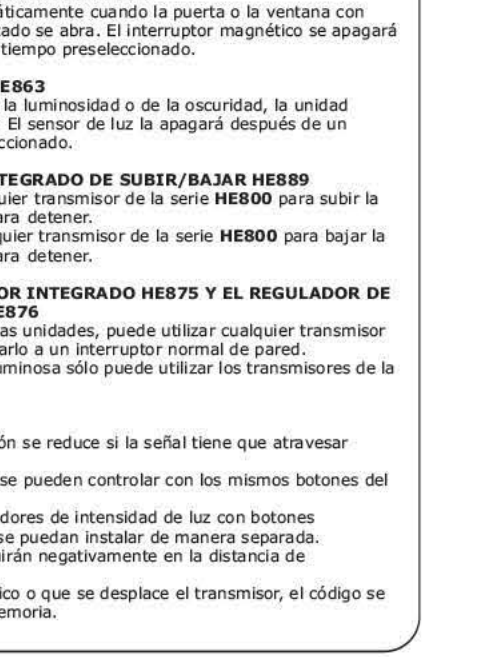 áticamente cuando la puerta o la ventana con
ado se abra. El interruptor magnético se apagará
tiempo preseleccionado.
E863
la luminosidad o de la oscuridad, la unidad
El sensor de luz la apagará después de un
ccionado.
TEGRADO DE SUBIR/BAJAR HE889
uier transmisor de la serie HE800 para subir la
ara detener.
quier transmisor de la serie HE800 para bajar la
ara detener.
OR INTEGRADO HE875 Y EL REGULADOR DE
E876
as unidades, puede utilizar cualquier transmisor
arlo a un interruptor normal de pared.
uminosa sólo puede utilizar los transmisores de la
ón se reduce si la señal tiene que atravesar
se pueden controlar con los mismos botones del
dores de intensidad de luz con botones
se puedan instalar de manera separada.
uirán negativamente en la distancia de
ico o que se desplace el transmisor, el código se
emoria.